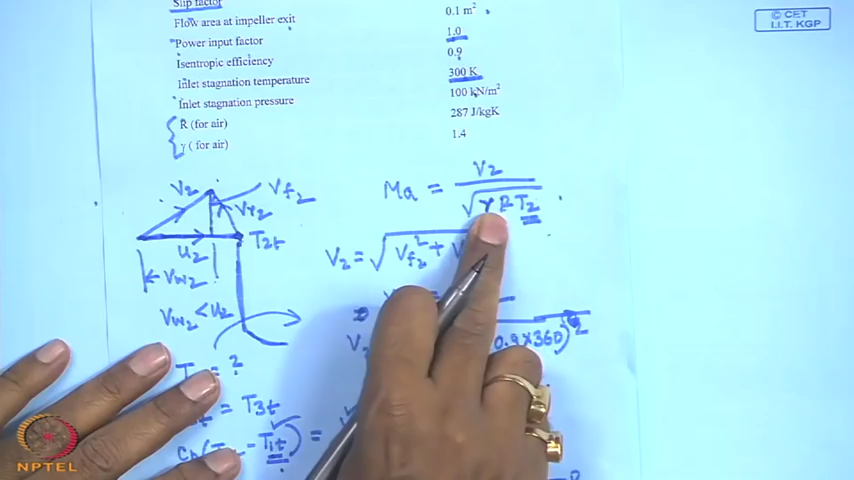 Slip factor
Flow area at impeller exit 0.1 m²
Power input factor 1.0
Isentropic efficiency 0.9
Inlet stagnation temperature 300 K
Inlet stagnation pressure 100 kN/m²
R (for air) 287 J/kgK
γ ( for air) 1.4
© CET
I.I.T. KGP
Ma = V2 / √γRT2
V2 Vf2
Vr2
T2t
u2
Vw2
Vw2 < u2
V2 = √Vf2² + V
0.9×360)²
= ?
= T3t
T1t) =
NPTEL